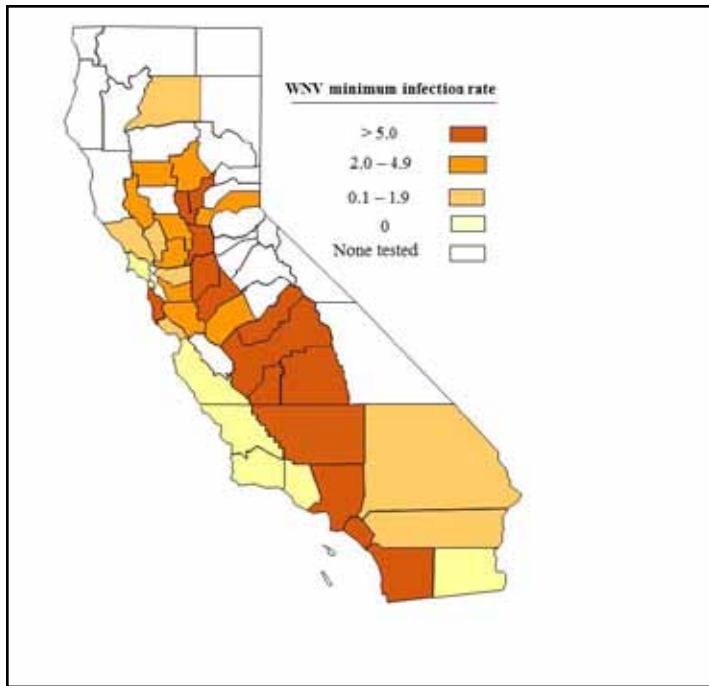 WNV minimum infection rate
> 5.0
2.0 – 4.9
0.1 – 1.9
0
None tested